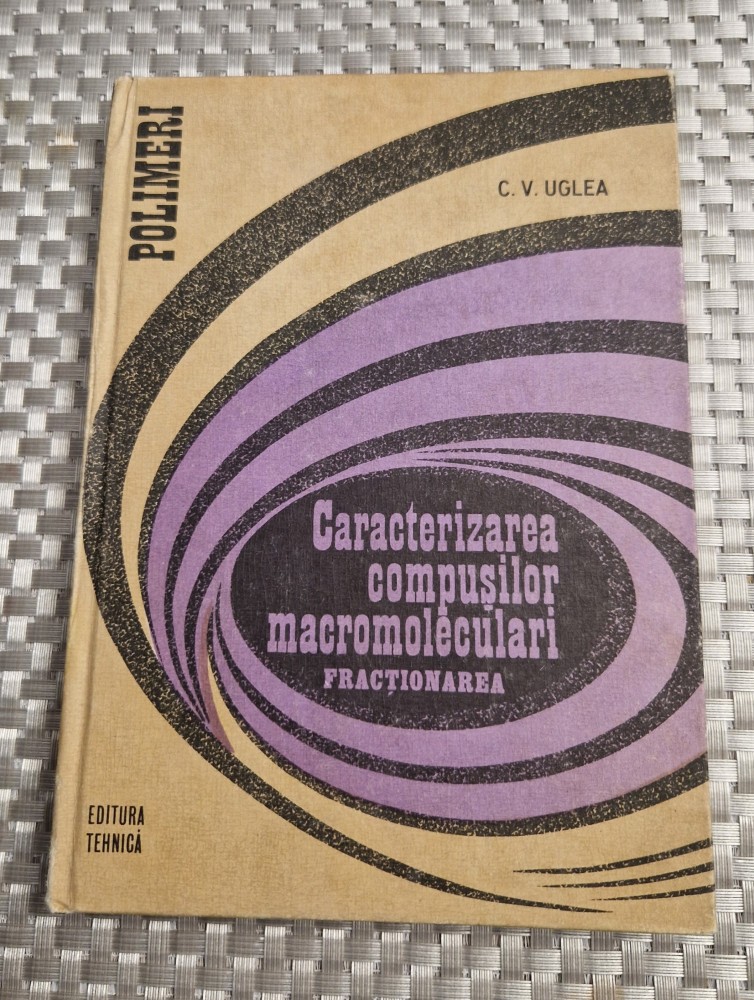 POLIMERI
C. V. UGLEA
Caracterizarea
compușilor
macromoleculari
FRACȚIONAREA
EDITURA
TEHNICĂ